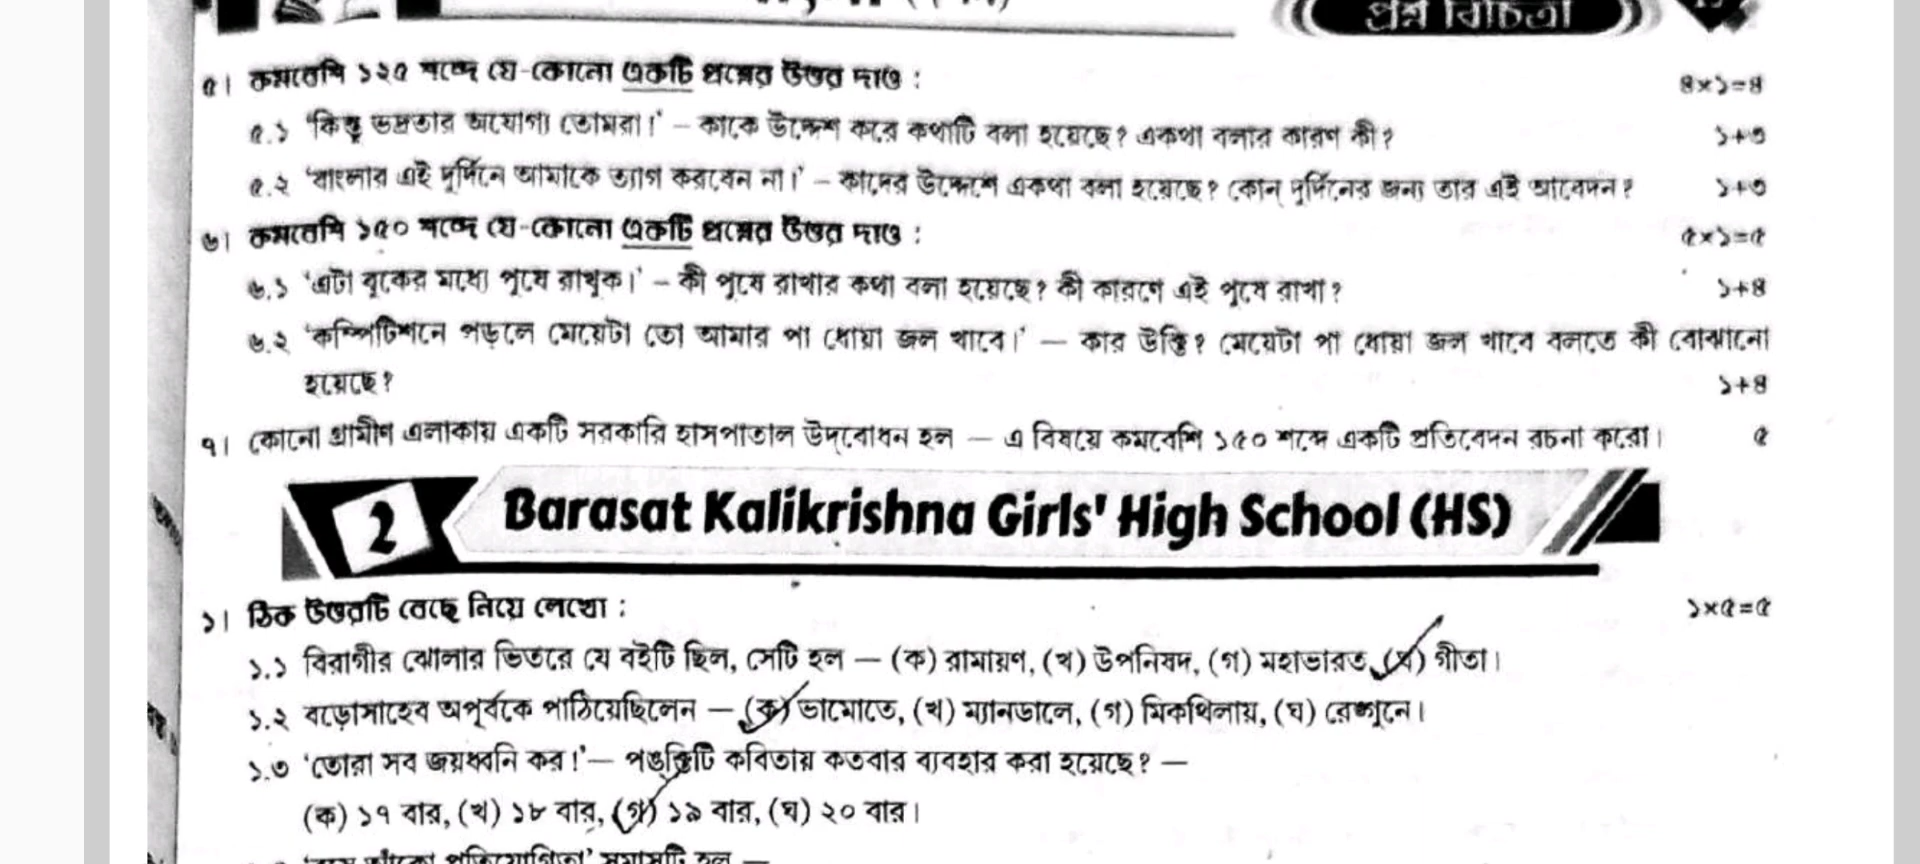 প্রশ্ন বিচিত্রা
৫। কমবেশি ১২৫ শব্দে যে-কোনো একটি প্রশ্নের উত্তর দাও : ৪×১=৪
৫.১ 'কিন্তু ভদ্রতার অযোগ্য তোমরা।' – কাকে উদ্দেশ করে কথাটি বলা হয়েছে? একথা বলার কারণ কী? ১+৩
৫.২ 'বাংলার এই দুর্দিনে আমাকে ত্যাগ করবেন না।' – কাদের উদ্দেশে একথা বলা হয়েছে? কোন্ দুর্দিনের জন্য তার এই আবেদন? ১+৩
৬। কমবেশি ১৫০ শব্দে যে-কোনো একটি প্রশ্নের উত্তর দাও : ৫×১=৫
৬.১ 'এটা বুকের মধ্যে পুষে রাখুক।' – কী পুষে রাখার কথা বলা হয়েছে? কী কারণে এই পুষে রাখা? ১+৪
৬.২ 'কম্পিটিশনে পড়লে মেয়েটা তো আমার পা ধোয়া জল খাবে।' — কার উক্তি? মেয়েটা পা ধোয়া জল খাবে বলতে কী বোঝানো
হয়েছে? ১+৪
৭। কোনো গ্রামীণ এলাকায় একটি সরকারি হাসপাতাল উদ্‌বোধন হল — এ বিষয়ে কমবেশি ১৫০ শব্দে একটি প্রতিবেদন রচনা করো। ৫
2 Barasat Kalikrishna Girls' High School (HS)
১। ঠিক উত্তরটি বেছে নিয়ে লেখো : ১×৫=৫
১.১ বিরাগীর ঝোলার ভিতরে যে বইটি ছিল, সেটি হল — (ক) রামায়ণ, (খ) উপনিষদ, (গ) মহাভারত, (ঘ) গীতা।
১.২ বড়োসাহেব অপূর্বকে পাঠিয়েছিলেন — (ক) ভামোতে, (খ) ম্যানডালে, (গ) মিকথিলায়, (ঘ) রেঙ্গুনে।
১.৩ 'তোরা সব জয়ধ্বনি কর!'— পঙক্তিটি কবিতায় কতবার ব্যবহার করা হয়েছে? —
(ক) ১৭ বার, (খ) ১৮ বার, (গ) ১৯ বার, (ঘ) ২০ বার।
আঁকো প্রতিযোগিতা' সমাসটি হল —